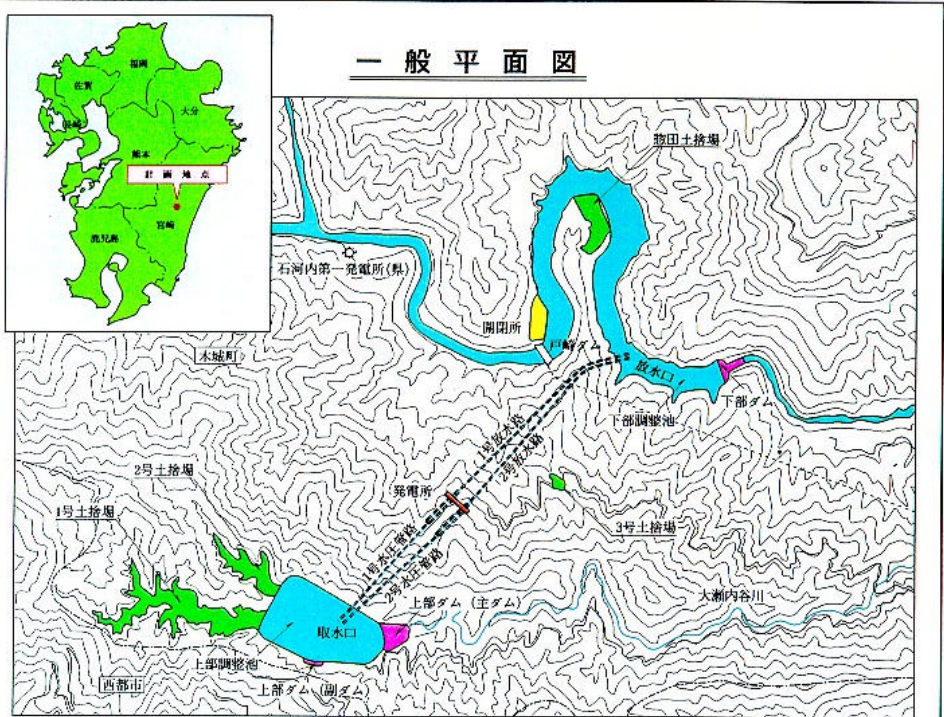 一般平面図
福岡
佐賀
大分
長崎
熊本
計画地点
宮崎
鹿児島
惣田土捨場
石河内第一発電所(県)
開閉所
戸崎ダム
木城町
放水口
下部ダム
下部調整池
1号放水路
2号放水路
2号土捨場
発電所
1号土捨場
3号土捨場
1号水圧管路
2号水圧管路
上部ダム(主ダム)
大瀬内谷川
取水口
上部調整池
西都市
上部ダム(副ダム)